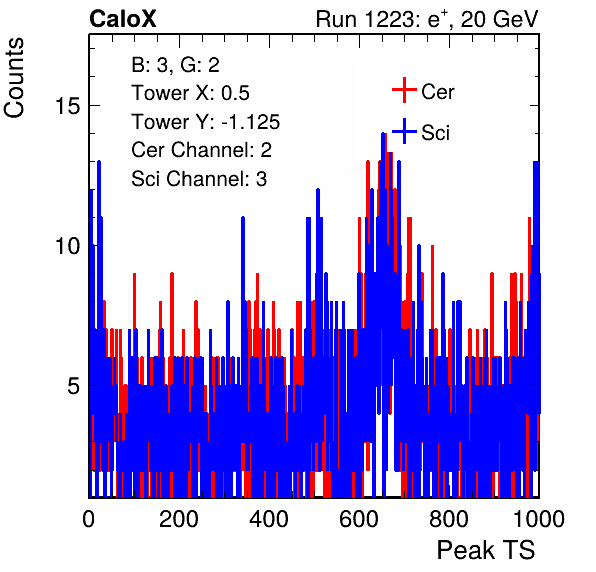 CaloX
Run 1223: e+, 20 GeV
Counts
B: 3, G: 2
Tower X: 0.5
Tower Y: -1.125
Cer Channel: 2
Sci Channel: 3
Cer
Sci
15
10
5
0 200 400 600 800 1000
Peak TS